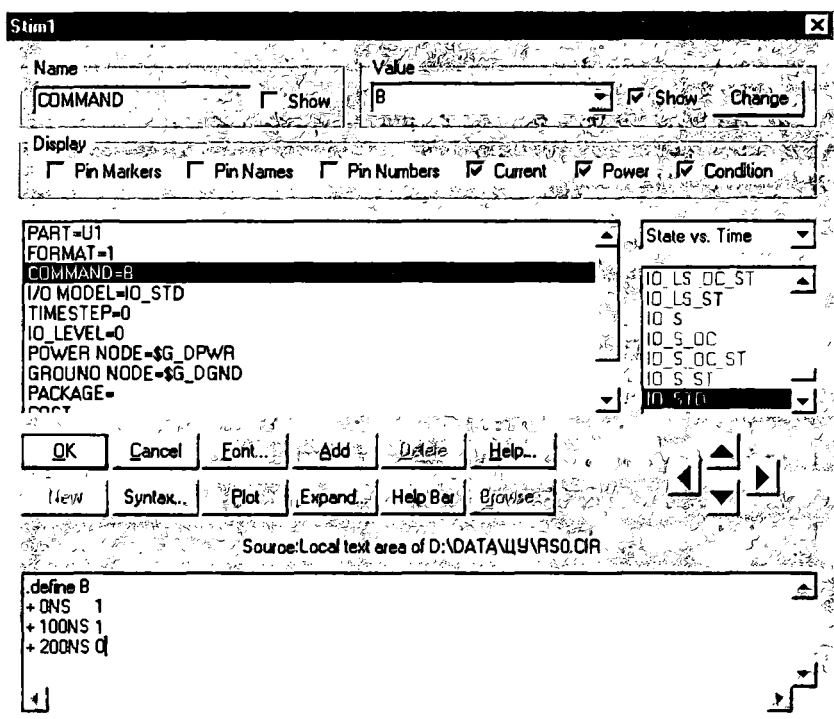 Stim1
Name
Value
COMMAND
Show
B
Show
Change
Display
Pin Markers
Pin Names
Pin Numbers
Current
Power
Condition
PART=U1
FORMAT=1
COMMAND=B
I/O MODEL=IO_STD
TIMESTEP=0
IO_LEVEL=0
POWER NODE=$G_DPWR
GROUND NODE=$G_DGND
PACKAGE=
State vs. Time
IO_LS_OC_ST
IO_LS_ST
IO_S
IO_S_OC
IO_S_OC_ST
IO_S_ST
IO_STD
OK
Cancel
Font...
Add
Delete
Help...
New
Syntax...
Plot
Expand...
Help Bar
Browse...
Source:Local text area of D:\DATA\ЦУ\RS0.CIR
.define B
+ 0NS 1
+ 100NS 1
+ 200NS 0